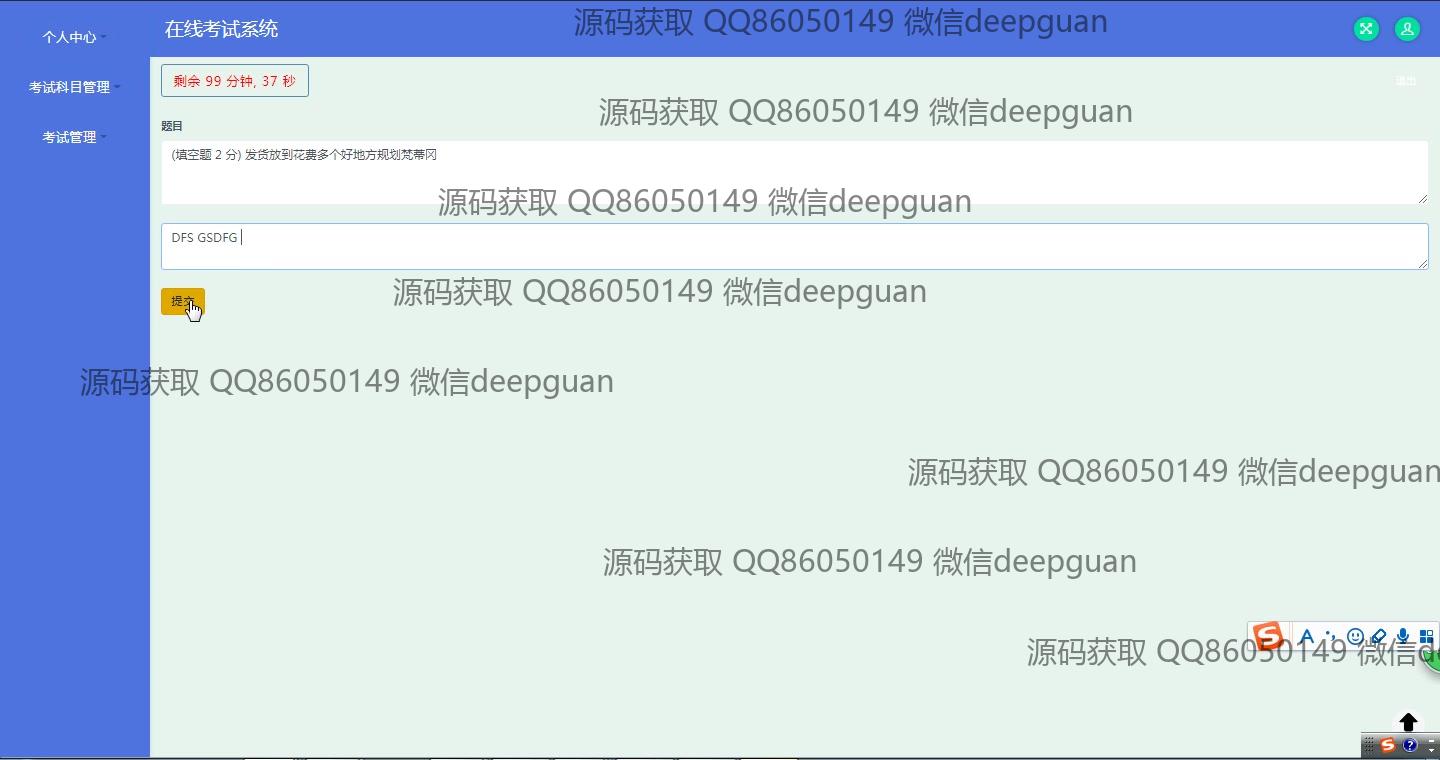 个人中心
在线考试系统
源码获取 QQ86050149 微信deepguan
考试科目管理
剩余 99 分钟, 37 秒
退出
源码获取 QQ86050149 微信deepguan
题目
考试管理
(填空题 2 分) 发货放到花费多个好地方规划梵蒂冈
源码获取 QQ86050149 微信deepguan
DFS GSDFG
提交
源码获取 QQ86050149 微信deepguan
源码获取 QQ86050149 微信deepguan
源码获取 QQ86050149 微信deepguan
源码获取 QQ86050149 微信deepguan
源码获取 QQ86050149 微信de